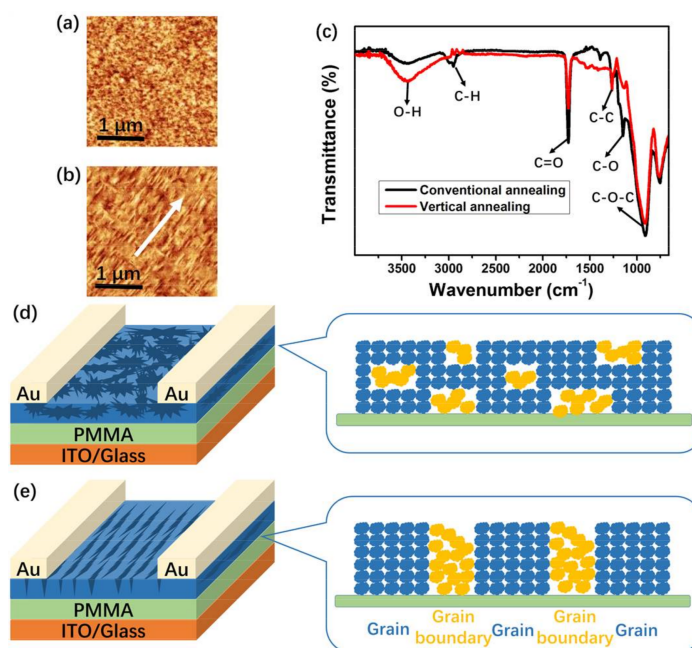 (a)
1 μm
(b)
1 μm
(c)
Transmittance (%)
O-H
C-H
C=O
C-C
C-O
C-O-C
Conventional annealing
Vertical annealing
3500 3000 2500 2000 1500 1000
Wavenumber (cm⁻¹)
(d)
Au Au
PMMA
ITO/Glass
(e)
Au Au
PMMA
ITO/Glass
Grain Grain boundary Grain Grain boundary Grain